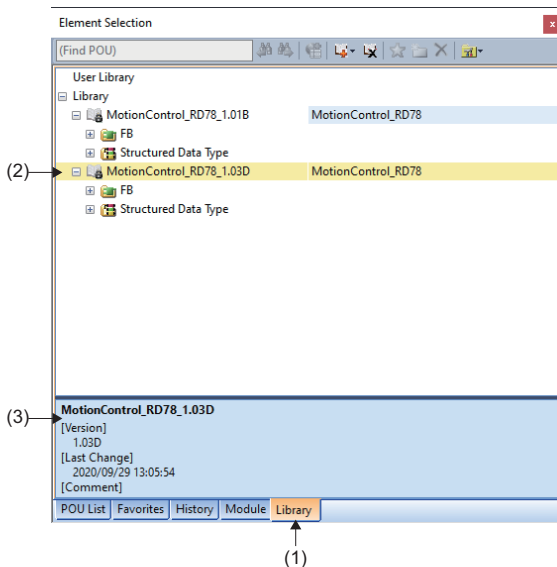 Element Selection
x
(Find POU)
User Library
Library
MotionControl_RD78_1.01B MotionControl_RD78
FB
Structured Data Type
(2) MotionControl_RD78_1.03D MotionControl_RD78
FB
Structured Data Type
(3) MotionControl_RD78_1.03D
[Version]
1.03D
[Last Change]
2020/09/29 13:05:54
[Comment]
POU List Favorites History Module Library
(1)